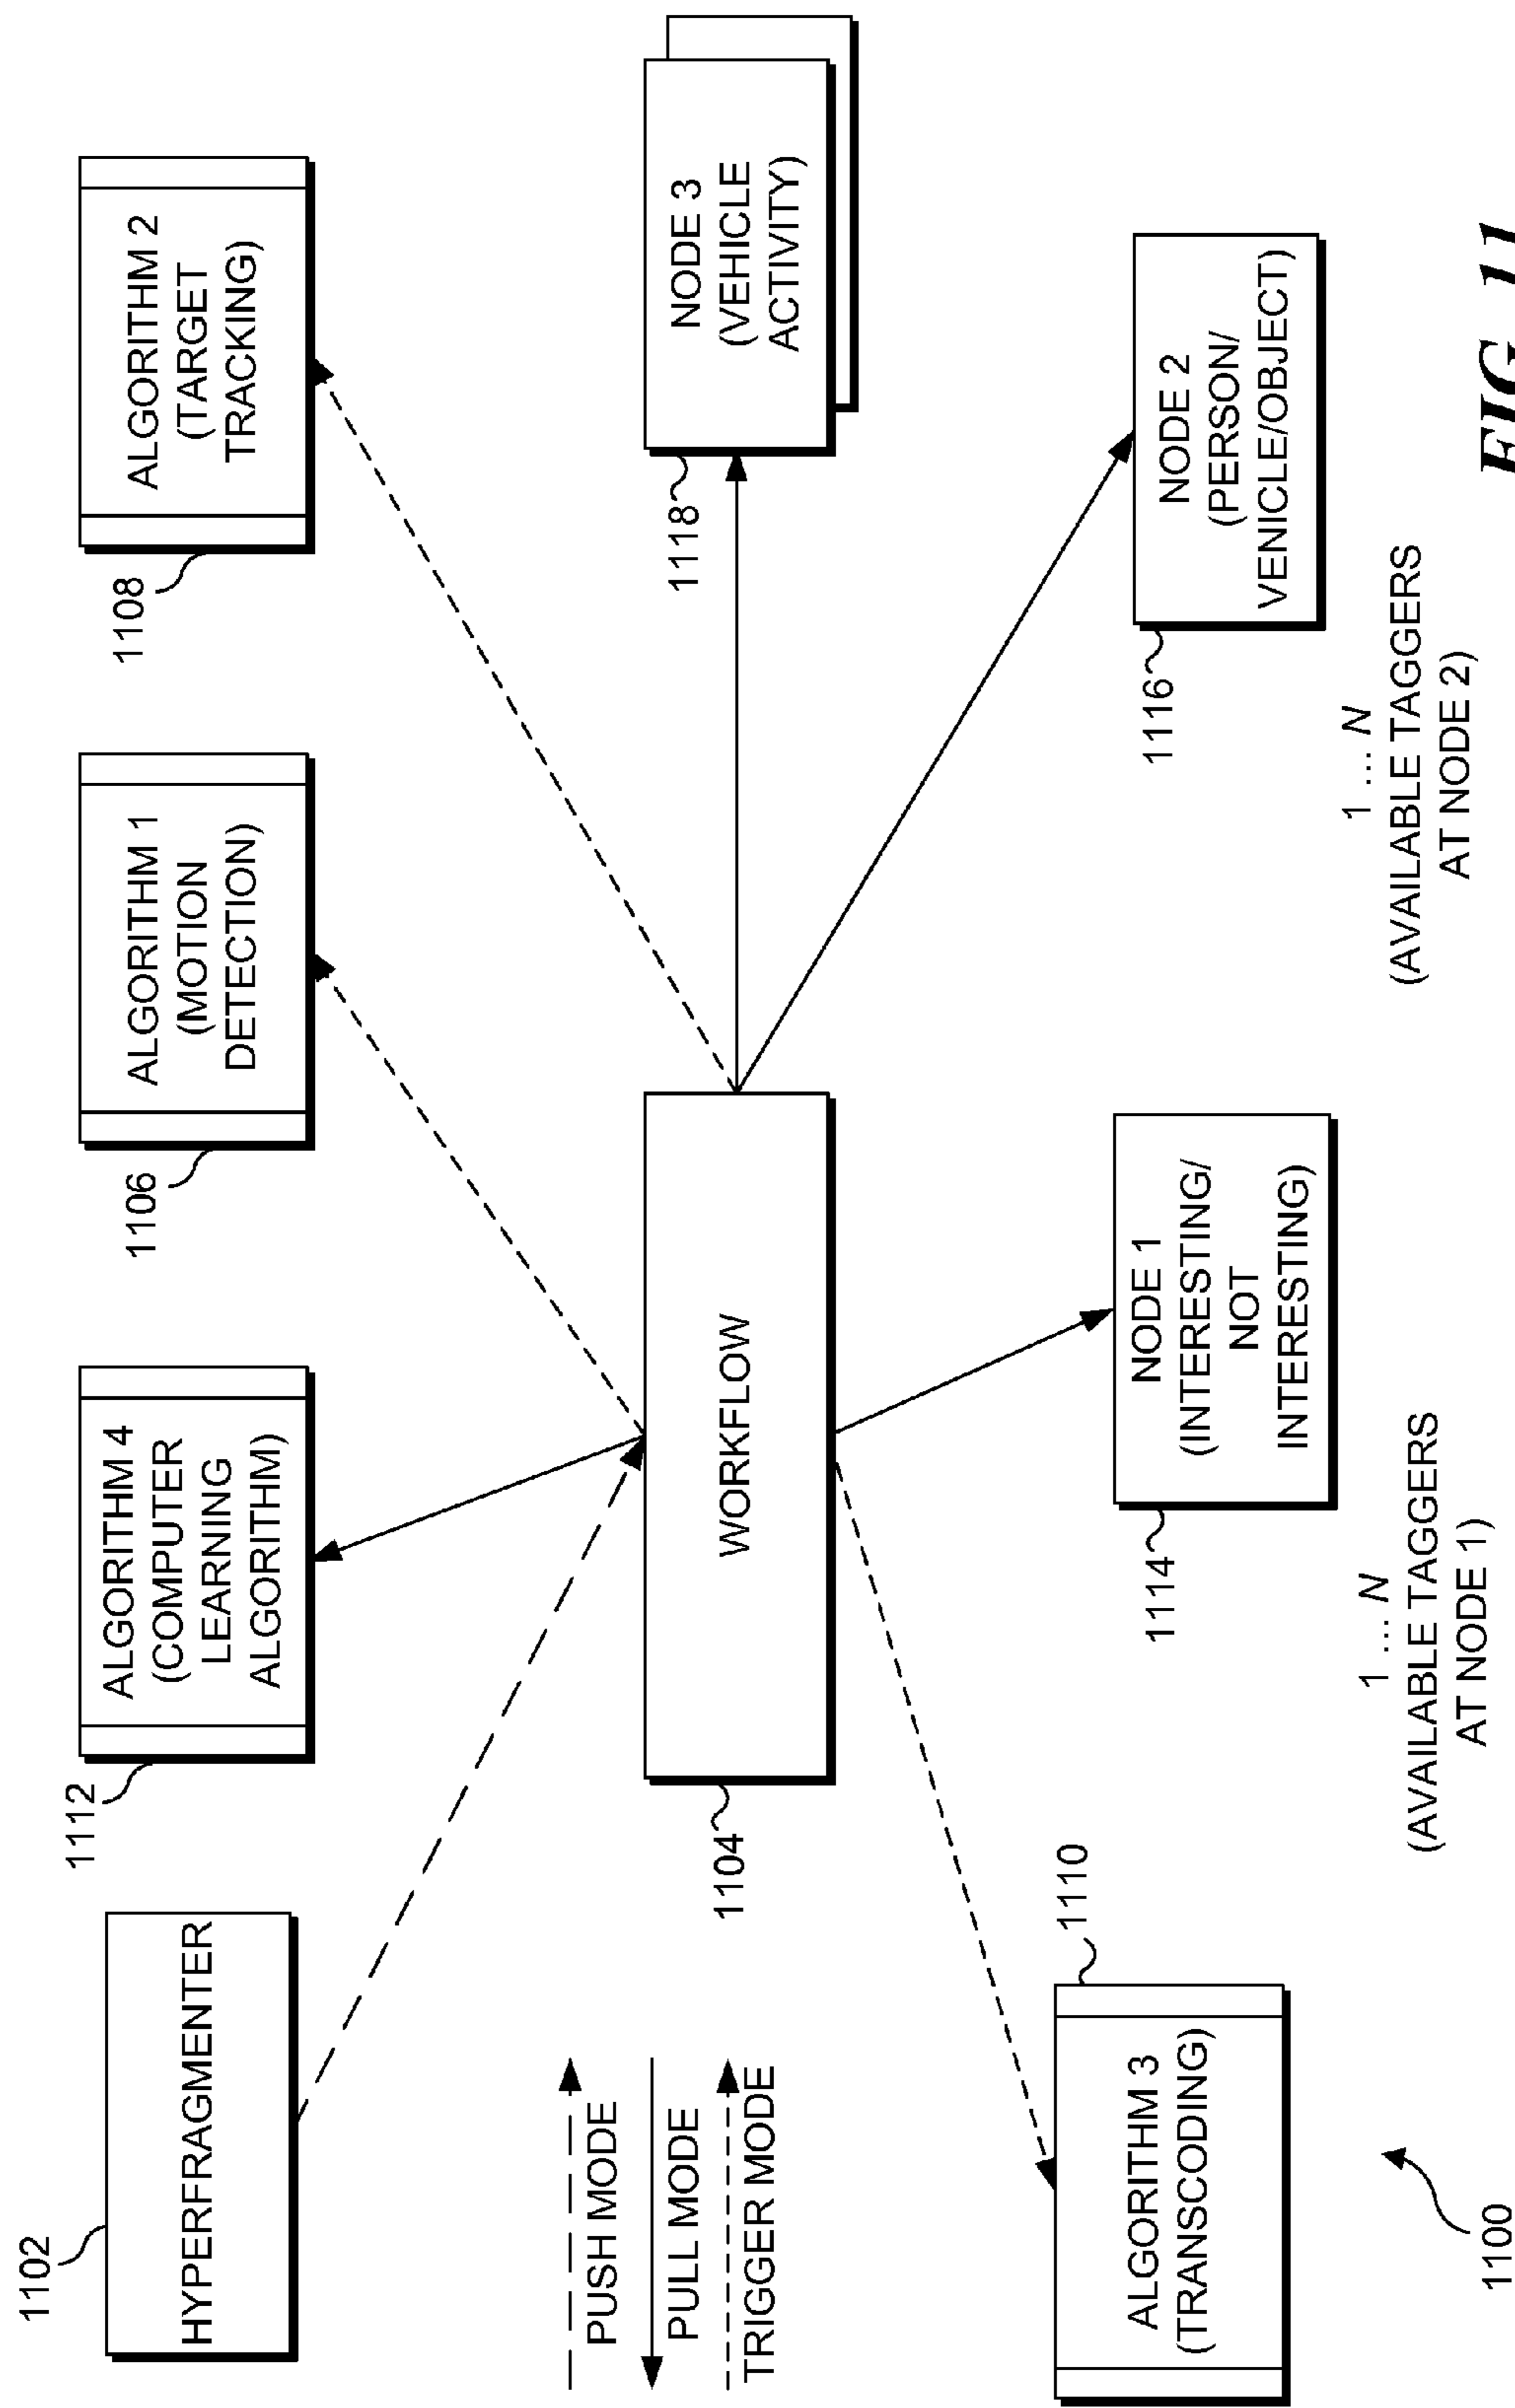 1102
HYPERFRAGMENTER
1112
ALGORITHM 4
(COMPUTER
LEARNING
ALGORITHM)
1106
ALGORITHM 1
(MOTION
DETECTION)
1108
ALGORITHM 2
(TARGET
TRACKING)
PUSH MODE
PULL MODE
TRIGGER MODE
1104
WORKFLOW
1118
NODE 3
(VEHICLE
ACTIVITY)
1110
ALGORITHM 3
(TRANSCODING)
1114
NODE 1
(INTERESTING/
NOT
INTERESTING)
1116
NODE 2
(PERSON/
VENICLE/OBJECT)
1 ... N
(AVAILABLE TAGGERS
AT NODE 1)
1 ... N
(AVAILABLE TAGGERS
AT NODE 2)
1100
FIG. 11